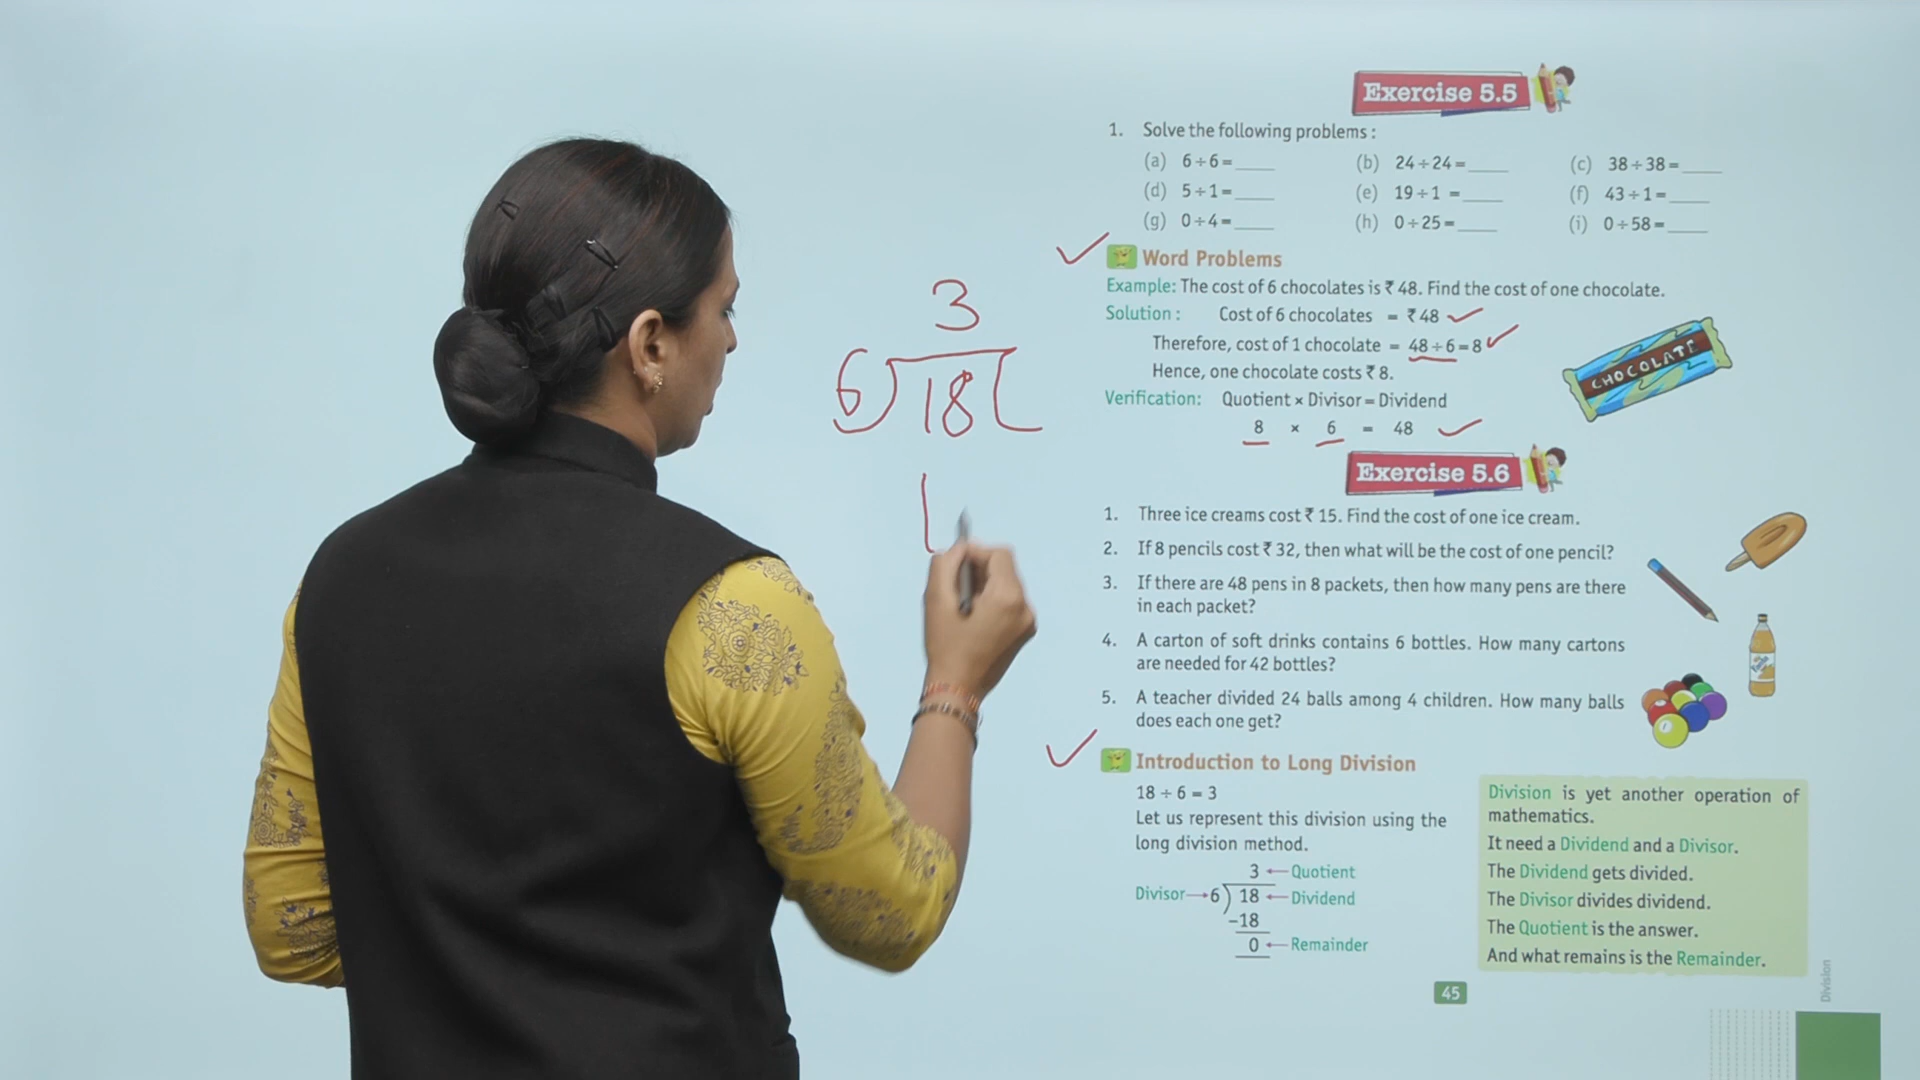 3
6 18
1
Exercise 5.5
1. Solve the following problems :
(a) 6÷6=____ (b) 24÷24=____ (c) 38÷38=____
(d) 5÷1=____ (e) 19÷1 =____ (f) 43÷1=____
(g) 0÷4=____ (h) 0÷25=____ (i) 0÷58=____
Word Problems
Example: The cost of 6 chocolates is ₹ 48. Find the cost of one chocolate.
Solution : Cost of 6 chocolates = ₹ 48
Therefore, cost of 1 chocolate = 48÷6=8
Hence, one chocolate costs ₹ 8.
Verification: Quotient × Divisor = Dividend
8 × 6 = 48
CHOCOLATE
Exercise 5.6
1. Three ice creams cost ₹ 15. Find the cost of one ice cream.
2. If 8 pencils cost ₹ 32, then what will be the cost of one pencil?
3. If there are 48 pens in 8 packets, then how many pens are there
in each packet?
4. A carton of soft drinks contains 6 bottles. How many cartons
are needed for 42 bottles?
5. A teacher divided 24 balls among 4 children. How many balls
does each one get?
Introduction to Long Division
18 ÷ 6 = 3
Let us represent this division using the
long division method.
3 ← Quotient
Divisor → 6 ) 18 ← Dividend
−18
0 ← Remainder
Division is yet another operation of
mathematics.
It need a Dividend and a Divisor.
The Dividend gets divided.
The Divisor divides dividend.
The Quotient is the answer.
And what remains is the Remainder.
45
Division